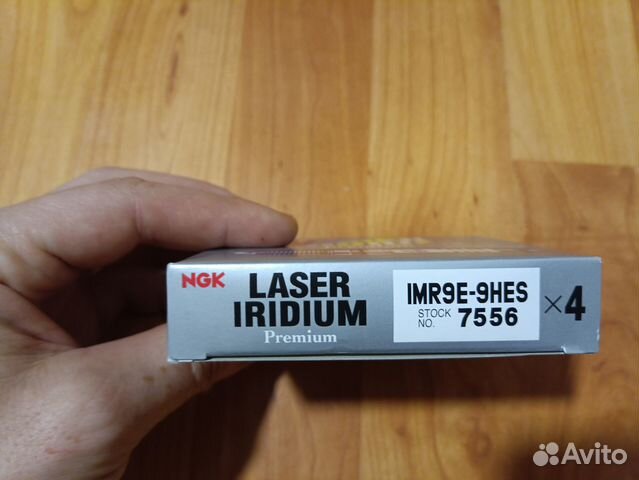 NGK
LASER
IRIDIUM
Premium
IMR9E-9HES
STOCK NO. 7556
×4
Avito